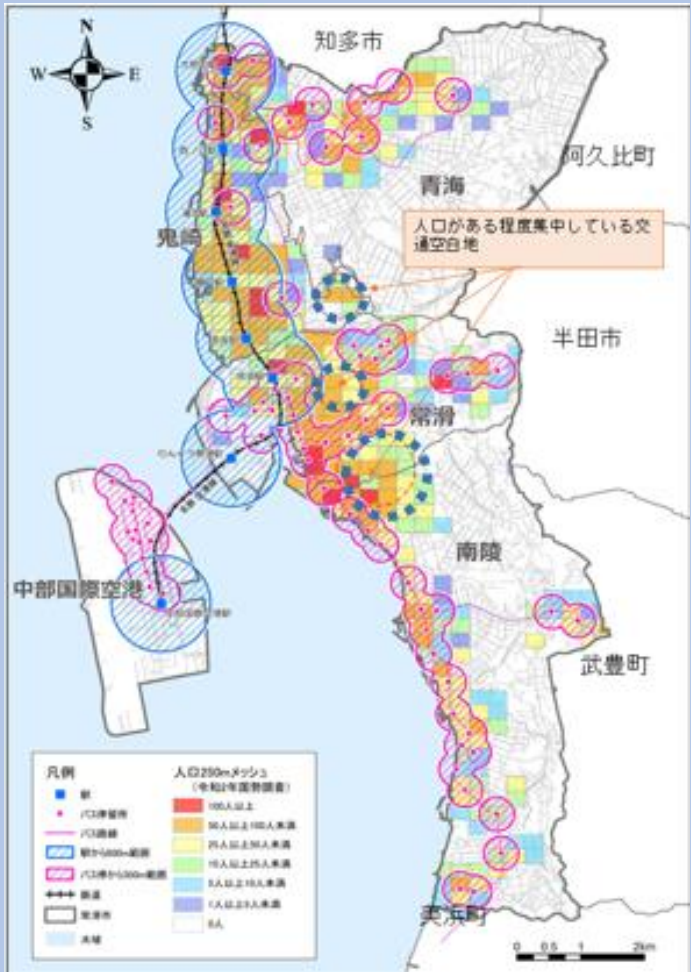 N
W
E
S
知多市
阿久比町
青海
鬼崎
人口がある程度集中している交
通空白地
半田市
常滑
南陵
中部国際空港
武豊町
美浜町
凡例
駅
バス停留所
バス路線
駅から800m範囲
バス停から300m範囲
鉄道
常滑市
水域
人口250mメッシュ
(令和2年国勢調査)
100人以上
50人以上100人未満
25人以上50人未満
10人以上25人未満
5人以上10人未満
1人以上5人未満
0人
0 0.5 1 2km